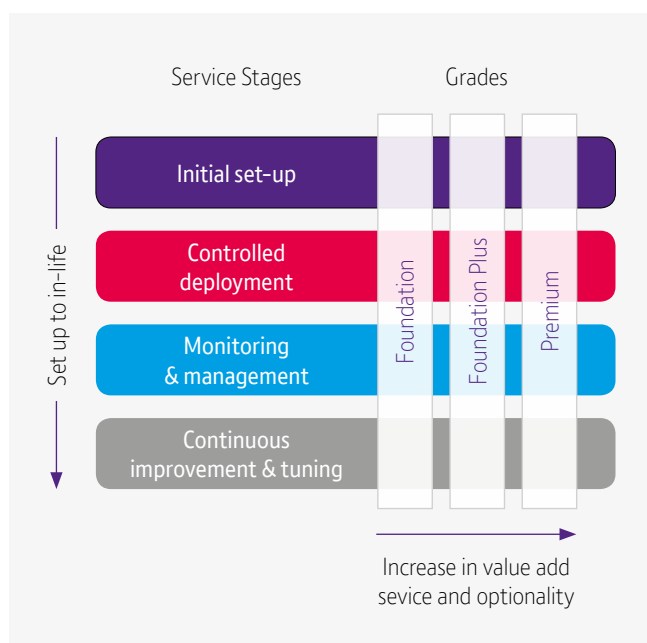 Service Stages
Grades
Initial set-up
Controlled
deployment
Monitoring
& management
Continuous
improvement & tuning
Set up to in-life
Foundation
Foundation Plus
Premium
Increase in value add
sevice and optionality